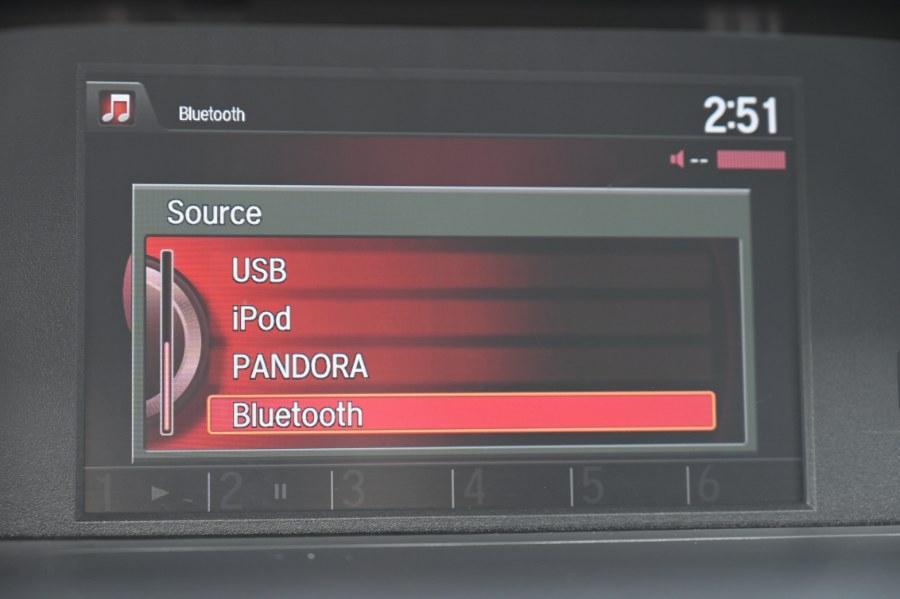 Bluetooth
2:51
--
Source
USB
iPod
PANDORA
Bluetooth
1 2 3 4 5 6